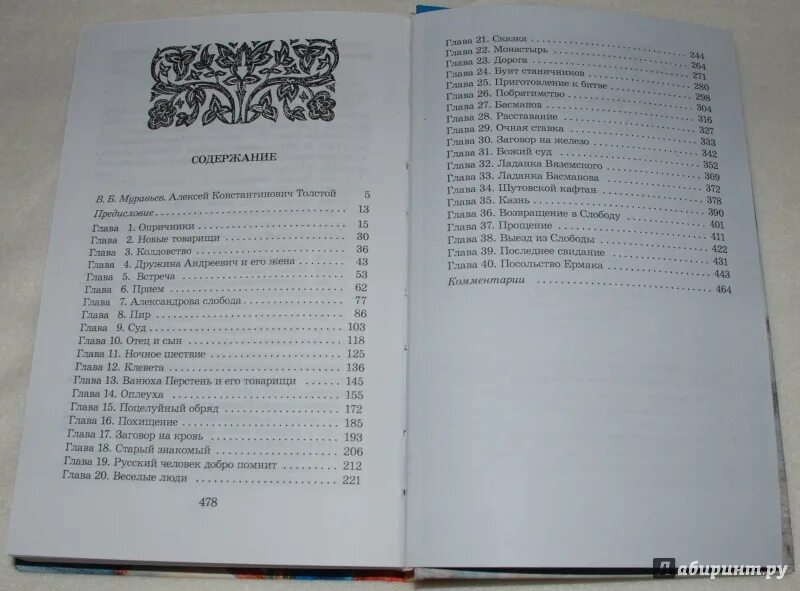 СОДЕРЖАНИЕ
В. Б. Муравьев. Алексей Константинович Толстой 5
Предисловие 13
Глава 1. Опричники 15
Глава 2. Новые товарищи 30
Глава 3. Колдовство 36
Глава 4. Дружина Андреевич и его жена 43
Глава 5. Встреча 53
Глава 6. Прием 62
Глава 7. Александрова слобода 77
Глава 8. Пир 86
Глава 9. Суд 103
Глава 10. Отец и сын 118
Глава 11. Ночное шествие 125
Глава 12. Клевета 136
Глава 13. Ванюха Перстень и его товарищи 145
Глава 14. Оплеуха 155
Глава 15. Поцелуйный обряд 172
Глава 16. Похищение 185
Глава 17. Заговор на кровь 193
Глава 18. Старый знакомый 206
Глава 19. Русский человек добро помнит 212
Глава 20. Веселые люди 221
478
Глава 21. Сказка 244
Глава 22. Монастырь 264
Глава 23. Дорога 271
Глава 24. Бунт станичников 280
Глава 25. Приготовление к битве 298
Глава 26. Побратимство 304
Глава 27. Басманов 316
Глава 28. Расставание 327
Глава 29. Очная ставка 333
Глава 30. Заговор на железо 342
Глава 31. Божий суд 352
Глава 32. Ладанка Вяземского 369
Глава 33. Ладанка Басманова 372
Глава 34. Шутовской кафтан 378
Глава 35. Казнь 390
Глава 36. Возвращение в Слободу 401
Глава 37. Прощение 411
Глава 38. Выезд из Слободы 422
Глава 39. Последнее свидание 431
Глава 40. Посольство Ермака 443
Комментарии 464
Лабиринт.ру